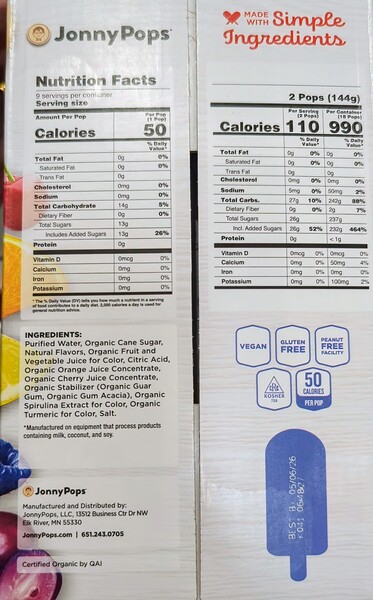 JonnyPops®
Nutrition Facts
9 servings per container
Serving size
Amount Per Pop
Per Pop
(1 Pop)
Calories 50
% Daily
Value*
Total Fat 0g 0%
Saturated Fat 0g 0%
Trans Fat 0g
Cholesterol 0mg 0%
Sodium 0mg 0%
Total Carbohydrate 14g 5%
Dietary Fiber 0g 0%
Total Sugars 13g
Includes Added Sugars 13g 26%
Protein 0g
Vitamin D 0mcg 0%
Calcium 0mg 0%
Iron 0mg 0%
Potassium 0mg 0%
* The % Daily Value (DV) tells you how much a nutrient in a serving
of food contributes to a daily diet. 2,000 calories a day is used for
general nutrition advice.
INGREDIENTS:
Purified Water, Organic Cane Sugar,
Natural Flavors, Organic Fruit and
Vegetable Juice for Color, Citric Acid,
Organic Orange Juice Concentrate,
Organic Cherry Juice Concentrate,
Organic Stabilizer (Organic Guar
Gum, Organic Gum Acacia), Organic
Spirulina Extract for Color, Organic
Turmeric for Color, Salt.
*Manufactured on equipment that process products
containing milk, coconut, and soy.
JonnyPops®
Manufactured and Distributed by:
JonnyPops, LLC, 13512 Business Ctr Dr NW
Elk River, MN 55330
JonnyPops.com | 651.243.0705
Certified Organic by QAI
MADE WITH Simple
Ingredients
2 Pops (144g)
Per Serving
(2 Pops)
Per Container
(18 Pops)
Calories 110 990
% Daily
Value*
% Daily
Value*
Total Fat 0g 0% 0g 0%
Saturated Fat 0g 0% 0g 0%
Trans Fat 0g 0g
Cholesterol 0mg 0% 0mg 0%
Sodium 5mg 0% 50mg 2%
Total Carbs. 27g 10% 242g 88%
Dietary Fiber 0g 0% 2g 7%
Total Sugars 26g 237g
Incl. Added Sugars 26g 52% 232g 464%
Protein 0g <1g
Vitamin D 0mcg 0% 0mcg 0%
Calcium 0mg 0% 50mg 4%
Iron 0mg 0% 0mg 0%
Potassium 0mg 0% 100mg 2%
VEGAN
GLUTEN
FREE
PEANUT
FREE
FACILITY
KOSHER
50
CALORIES
PER POP
BEST B. 05/06/26